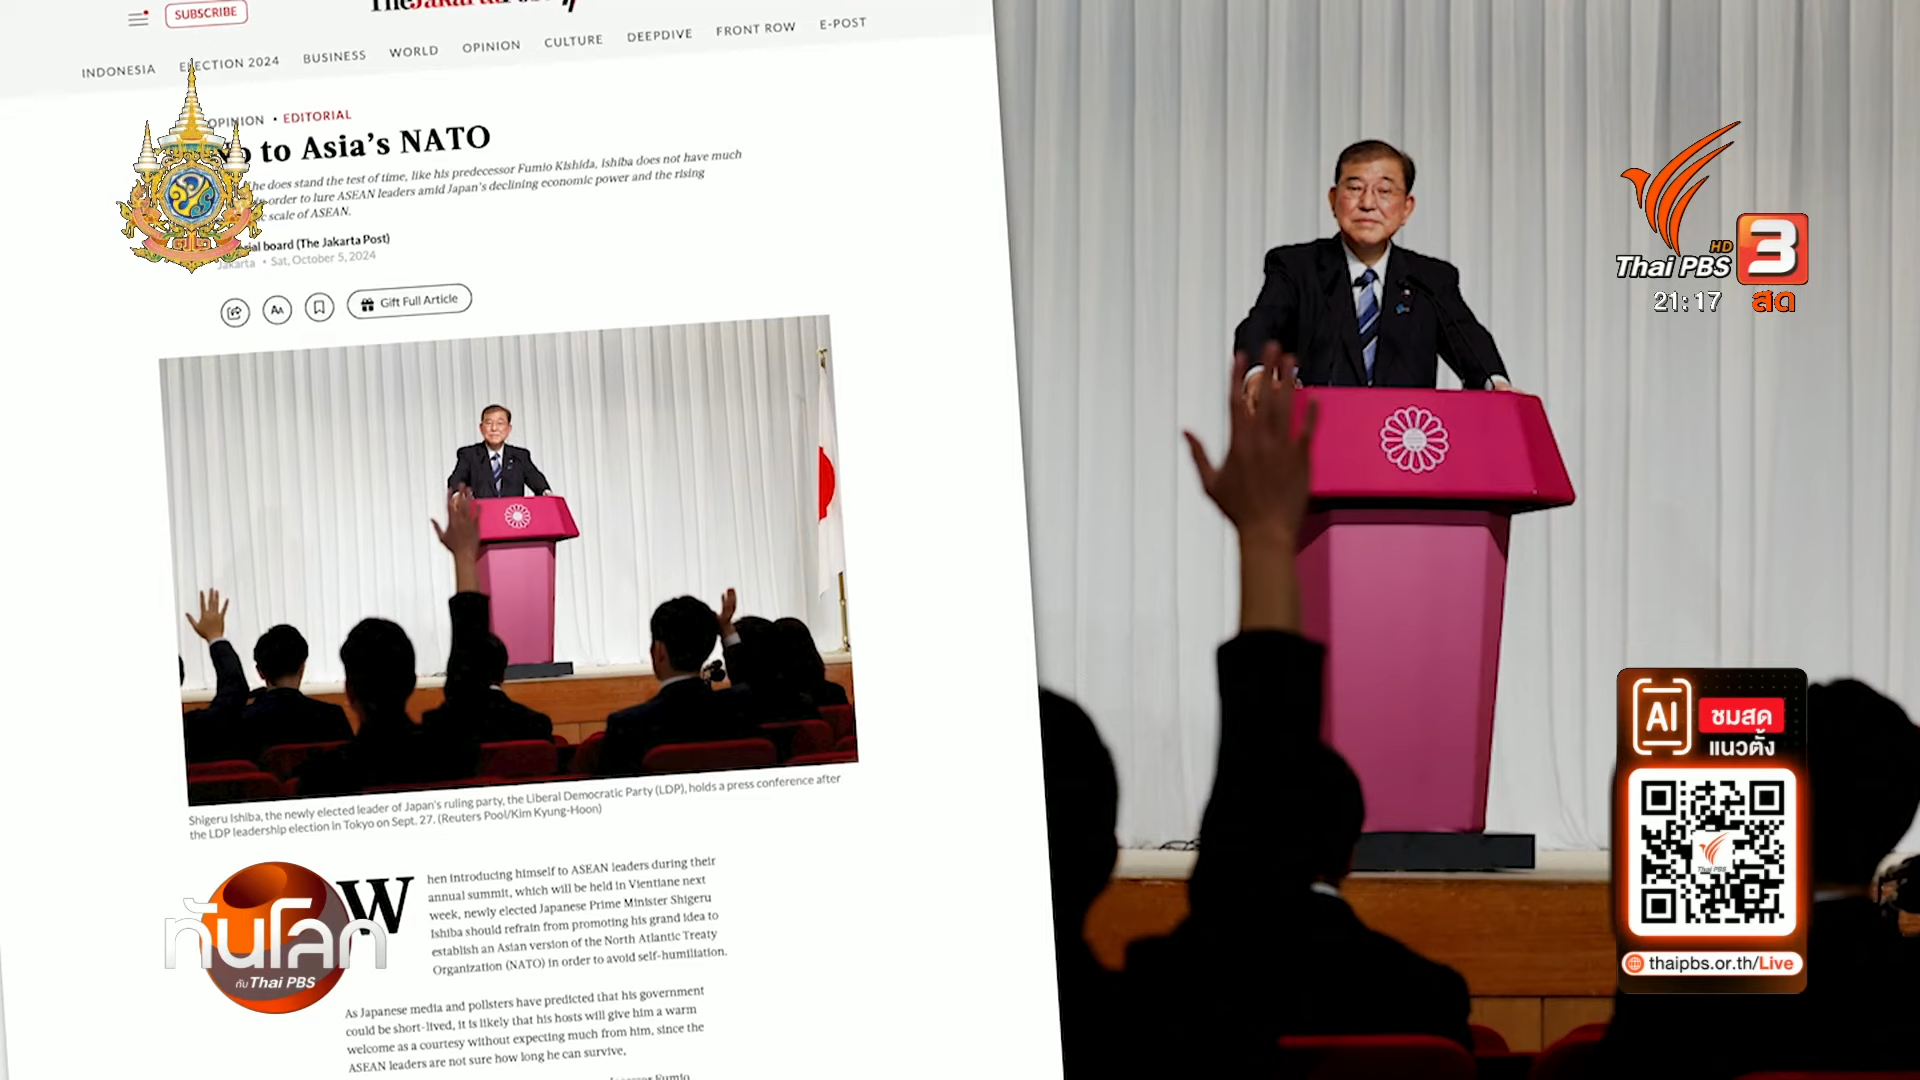 SUBSCRIBE
INDONESIA ELECTION 2024 BUSINESS WORLD OPINION CULTURE DEEPDIVE FRONT ROW E-POST
OPINION • EDITORIAL
to Asia's NATO
he does stand the test of time, like his predecessor Fumio Kishida, Ishiba does not have much
order to lure ASEAN leaders amid Japan's declining economic power and the rising
scale of ASEAN.
board (The Jakarta Post)
Jakarta • Sat, October 5, 2024
AA
Gift Full Article
Shigeru Ishiba, the newly elected leader of Japan's ruling party, the Liberal Democratic Party (LDP), holds a press conference after
the LDP leadership election in Tokyo on Sept. 27. (Reuters Pool/Kim Kyung-Hoon)
When introducing himself to ASEAN leaders during their
annual summit, which will be held in Vientiane next
week, newly elected Japanese Prime Minister Shigeru
Ishiba should refrain from promoting his grand idea to
establish an Asian version of the North Atlantic Treaty
Organization (NATO) in order to avoid self-humiliation.
As Japanese media and pollsters have predicted that his government
could be short-lived, it is likely that his hosts will give him a warm
welcome as a courtesy without expecting much from him, since the
ASEAN leaders are not sure how long he can survive,
ทันโลก
กับ Thai PBS
Thai PBS HD 3
21:17 สด
AI ชมสด
แนวตั้ง
Thai PBS
thaipbs.or.th/Live